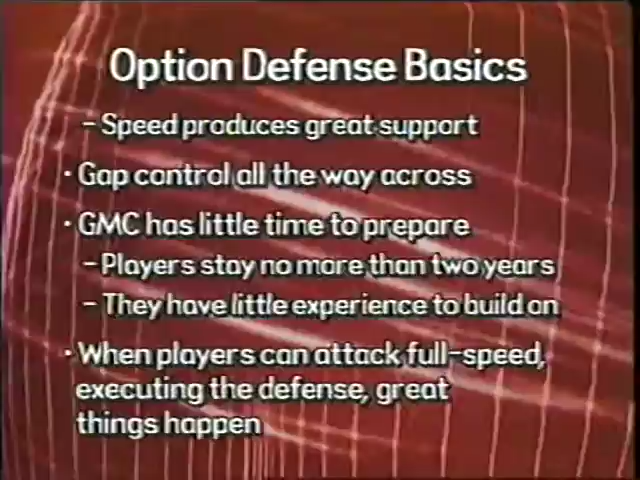 Option Defense Basics
– Speed produces great support
• Gap control all the way across
• GMC has little time to prepare
– Players stay no more than two years
– They have little experience to build on
• When players can attack full-speed,
executing the defense, great
things happen